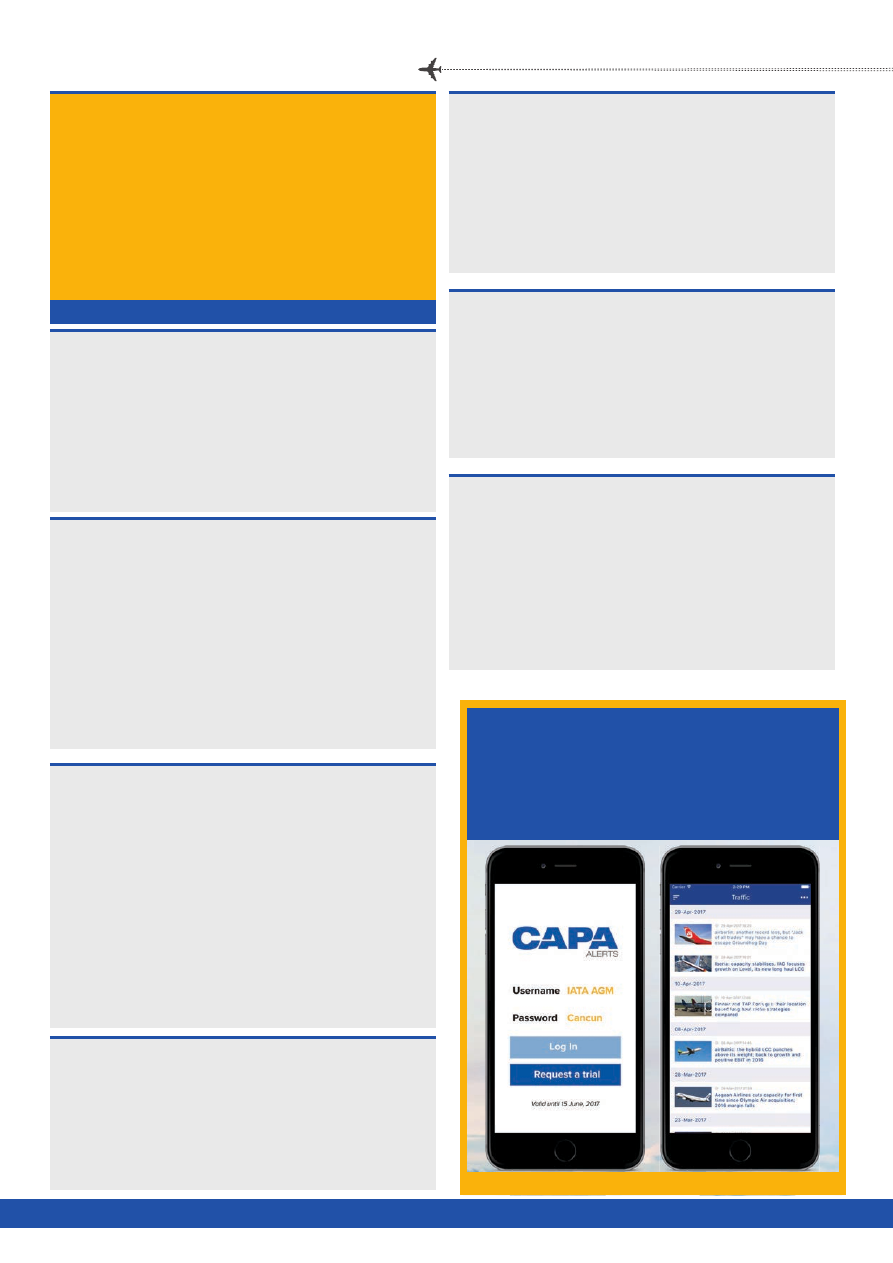 CAPA
ALERTS
Username IATA AGM
Password Cancun
Log In
Request a trial
Valid until 15 June, 2017
Traffic
airberlin: another record loss, but "Jack
of all trades" may have a chance to
escape Groundhog Day
Iberia: capacity stabilises. IAG focuses
growth on Level, its new long haul LCC
10-Apr-2017
Finnair and TAP Portugal: their location
based long haul niche strategies
compared
09-Apr-2017
airBaltic: the hybrid LCC punches
above its weight; back to growth and
positive EBIT in 2016
28-Mar-2017
Aegean Airlines cuts capacity for first
time since Olympic Air acquisition;
2016 margin falls
23-Mar-2017